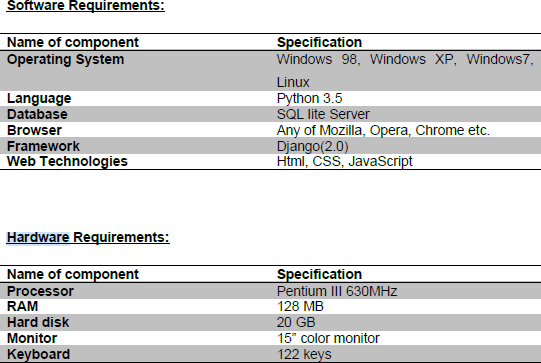 Software Requirements:
Name of component Specification
Operating System Windows 98, Windows XP, Windows7,
Linux
Language Python 3.5
Database SQL lite Server
Browser Any of Mozilla, Opera, Chrome etc.
Framework Django(2.0)
Web Technologies Html, CSS, JavaScript
Hardware Requirements:
Name of component Specification
Processor Pentium III 630MHz
RAM 128 MB
Hard disk 20 GB
Monitor 15” color monitor
Keyboard 122 keys